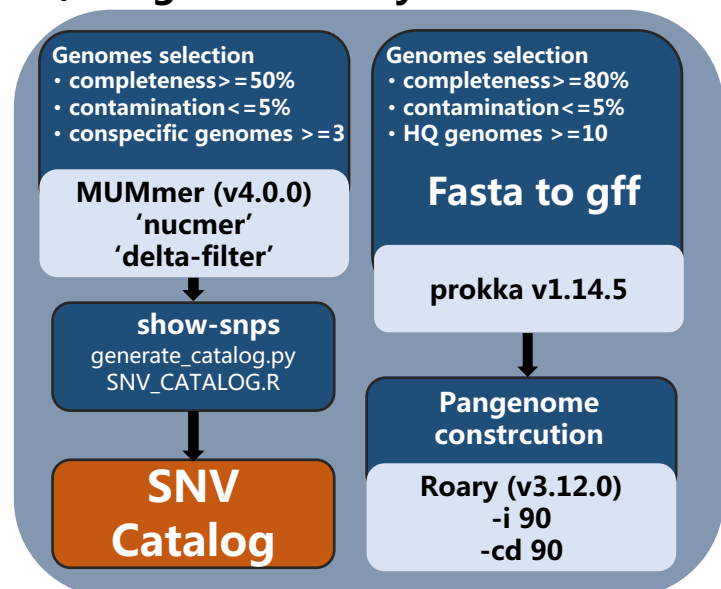 Genomes selection
· completeness>=50%
· contamination<=5%
· conspecific genomes >=3
MUMmer (v4.0.0)
‘nucmer’
‘delta-filter’
show-snps
generate_catalog.py
SNV_CATALOG.R
SNV
Catalog
Genomes selection
· completeness>=80%
· contamination<=5%
· HQ genomes >=10
Fasta to gff
prokka v1.14.5
Pangenome
constrcution
Roary (v3.12.0)
-i 90
-cd 90